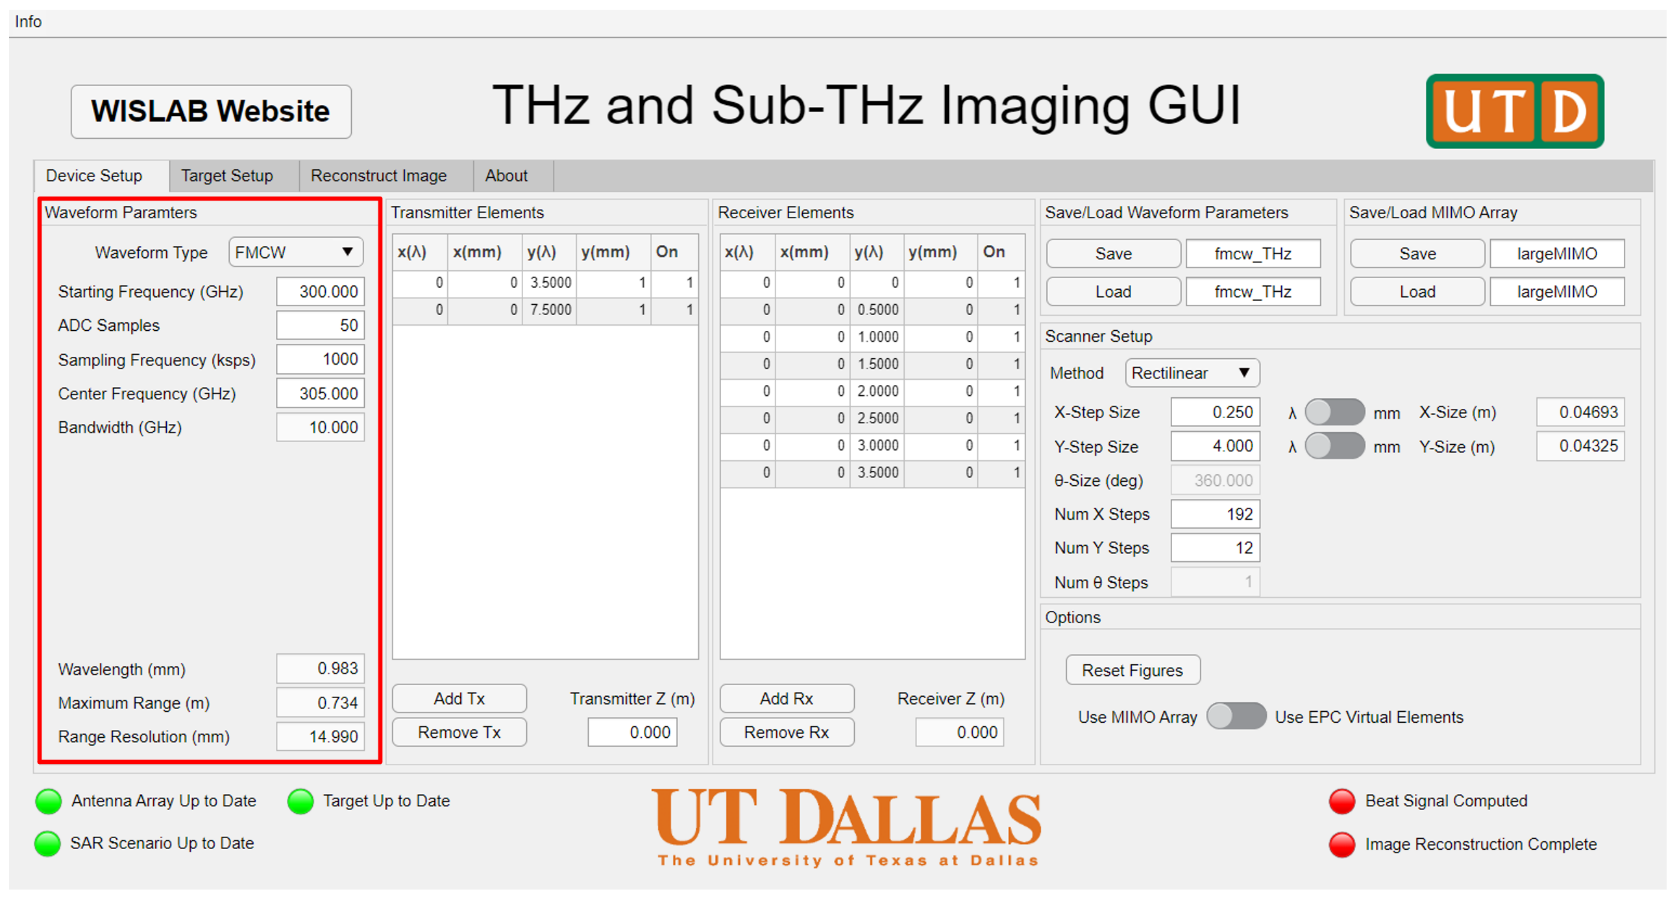 Info
WISLAB Website
THz and Sub-THz Imaging GUI
UTD
Device Setup Target Setup Reconstruct Image About
Waveform Paramters
Waveform Type FMCW
Starting Frequency (GHz) 300.000
ADC Samples 50
Sampling Frequency (ksps) 1000
Center Frequency (GHz) 305.000
Bandwidth (GHz) 10.000
Wavelength (mm) 0.983
Maximum Range (m) 0.734
Range Resolution (mm) 14.990
Transmitter Elements
x(λ) x(mm) y(λ) y(mm) On
0 0 3.5000 1 1
0 0 7.5000 1 1
Add Tx Transmitter Z (m)
Remove Tx 0.000
Receiver Elements
x(λ) x(mm) y(λ) y(mm) On
0 0 0 0 1
0 0 0.5000 0 1
0 0 1.0000 0 1
0 0 1.5000 0 1
0 0 2.0000 0 1
0 0 2.5000 0 1
0 0 3.0000 0 1
0 0 3.5000 0 1
Add Rx Receiver Z (m)
Remove Rx 0.000
Save/Load Waveform Parameters
Save fmcw_THz
Load fmcw_THz
Save/Load MIMO Array
Save largeMIMO
Load largeMIMO
Scanner Setup
Method Rectilinear
X-Step Size 0.250 λ mm X-Size (m) 0.04693
Y-Step Size 4.000 λ mm Y-Size (m) 0.04325
θ-Size (deg) 360.000
Num X Steps 192
Num Y Steps 12
Num θ Steps 1
Options
Reset Figures
Use MIMO Array Use EPC Virtual Elements
Antenna Array Up to Date Target Up to Date
SAR Scenario Up to Date
UT DALLAS
The University of Texas at Dallas
Beat Signal Computed
Image Reconstruction Complete